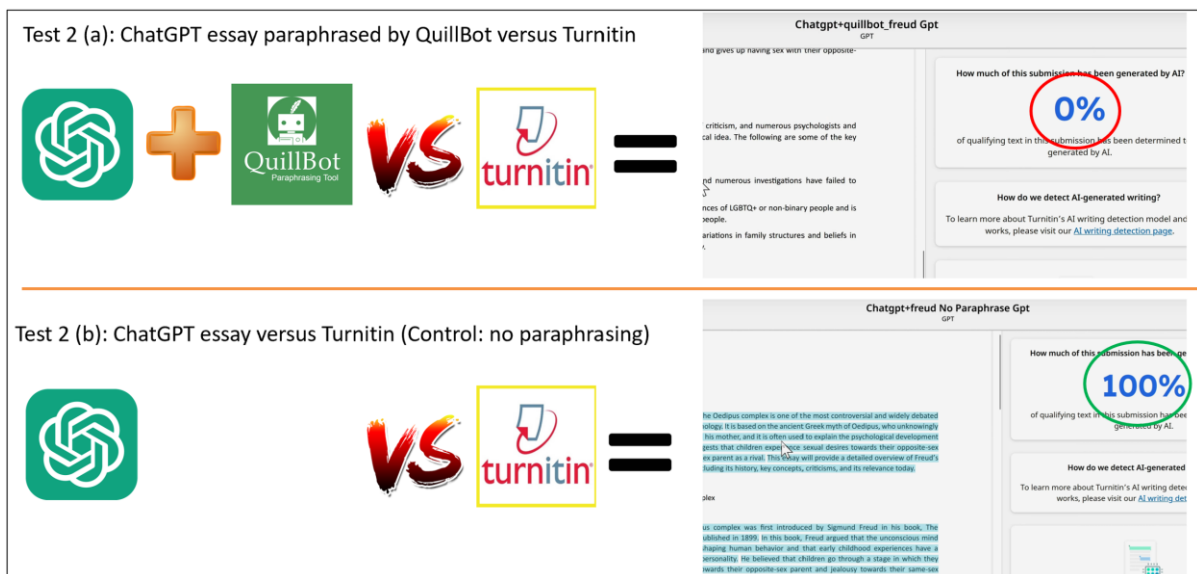 Test 2 (a): ChatGPT essay paraphrased by QuillBot versus Turnitin
QuillBot
Paraphrasing Tool
VS
turnitin
Chatgpt+quillbot_freud Gpt
GPT
and gives up having sex with their opposite-
criticism, and numerous psychologists and
cal idea. The following are some of the key
nd numerous investigations have failed to
nces of LGBTQ+ or non-binary people and is
people.
ariations in family structures and beliefs in
How much of this submission has been generated by AI?
0%
of qualifying text in this submission has been determined t
generated by AI.
How do we detect AI-generated writing?
To learn more about Turnitin's AI writing detection model and
works, please visit our AI writing detection page.
Test 2 (b): ChatGPT essay versus Turnitin (Control: no paraphrasing)
VS
turnitin
Chatgpt+freud No Paraphrase Gpt
GPT
he Oedipus complex is one of the most controversial and widely debated
ology. It is based on the ancient Greek myth of Oedipus, who unknowingly
his mother, and it is often used to explain the psychological development
ggests that children experience sexual desires towards their opposite-sex
ex parent as a rival. This essay will provide a detailed overview of Freud's
cluding its history, key concepts, criticisms, and its relevance today.
plex
us complex was first introduced by Sigmund Freud in his book, The
ublished in 1899. In this book, Freud argued that the unconscious mind
shaping human behavior and that early childhood experiences have a
personality. He believed that children go through a stage in which they
wards their opposite-sex parent and jealousy towards their same-sex
How much of this submission has been ge
100%
of qualifying text in this submission has bee
generated by AI.
How do we detect AI-generated
To learn more about Turnitin's AI writing detec
works, please visit our AI writing det